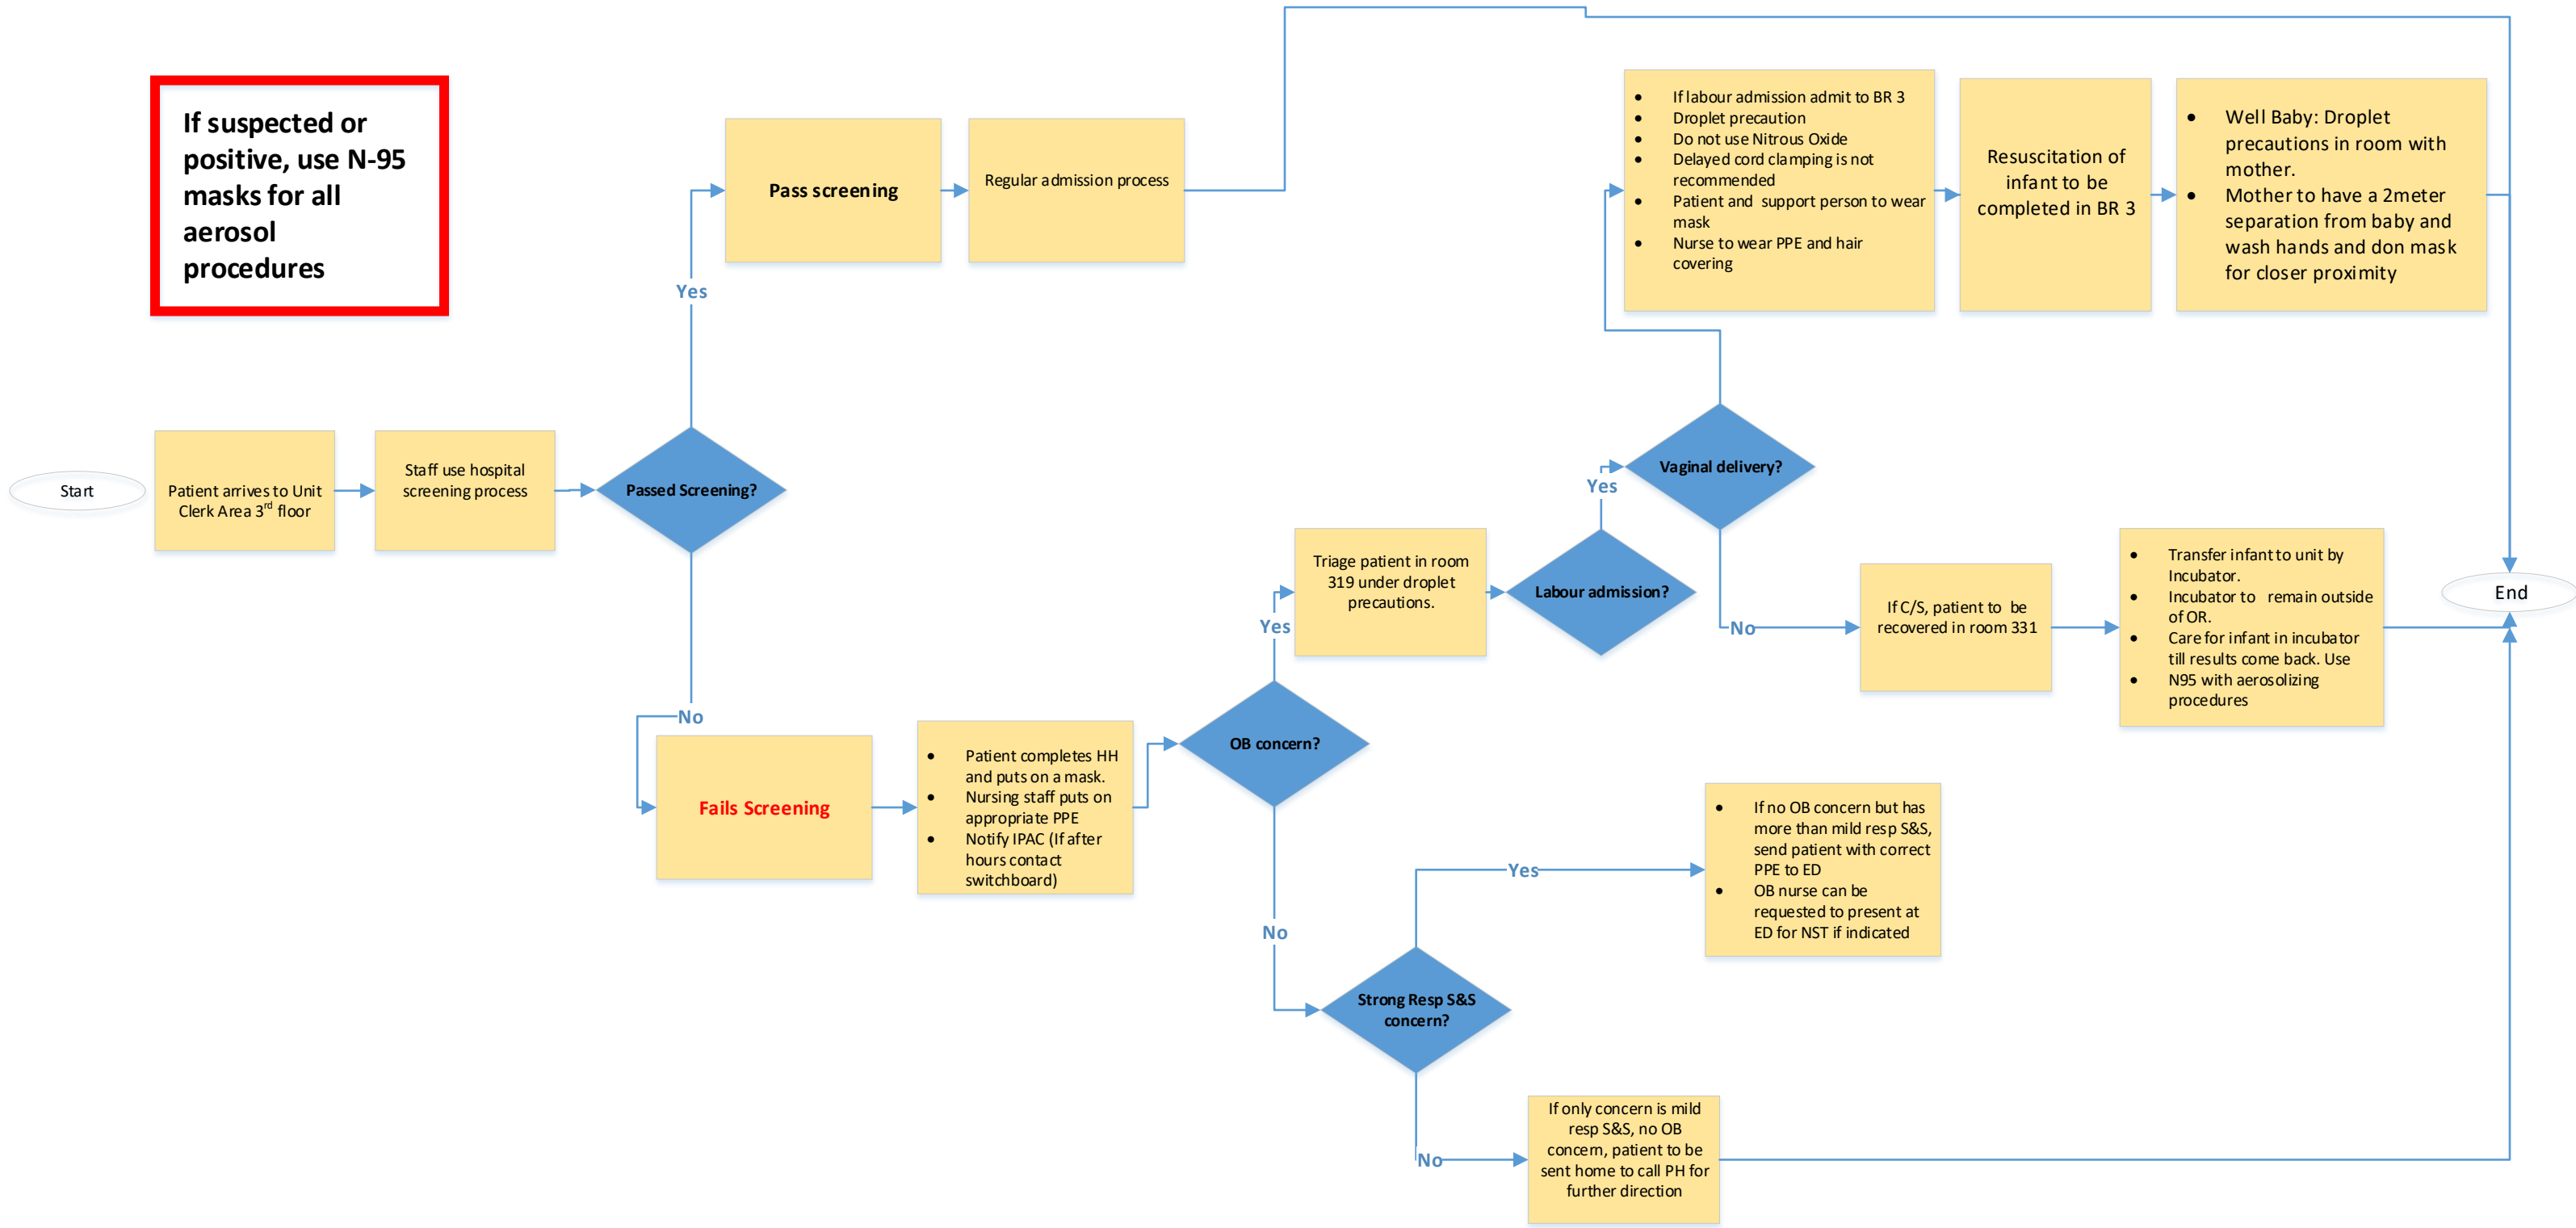 If suspected or
positive, use N-95
masks for all
aerosol
procedures
Start
Patient arrives to Unit
Clerk Area 3rd floor
Staff use hospital
screening process
Passed Screening?
Yes
Pass screening
Regular admission process
No
Fails Screening
• Patient completes HH
and puts on a mask.
• Nursing staff puts on
appropriate PPE
• Notify IPAC (If after
hours contact
switchboard)
OB concern?
Yes
Triage patient in room
319 under droplet
precautions.
Labour admission?
Yes
Vaginal delivery?
• If labour admission admit to BR 3
• Droplet precaution
• Do not use Nitrous Oxide
• Delayed cord clamping is not
recommended
• Patient and support person to wear
mask
• Nurse to wear PPE and hair
covering
Resuscitation of
infant to be
completed in BR 3
• Well Baby: Droplet
precautions in room with
mother.
• Mother to have a 2meter
separation from baby and
wash hands and don mask
for closer proximity
No
If C/S, patient to be
recovered in room 331
• Transfer infant to unit by
Incubator.
• Incubator to remain outside
of OR.
• Care for infant in incubator
till results come back. Use
• N95 with aerosolizing
procedures
End
No
Strong Resp S&S
concern?
Yes
• If no OB concern but has
more than mild resp S&S,
send patient with correct
PPE to ED
• OB nurse can be
requested to present at
ED for NST if indicated
No
If only concern is mild
resp S&S, no OB
concern, patient to be
sent home to call PH for
further direction